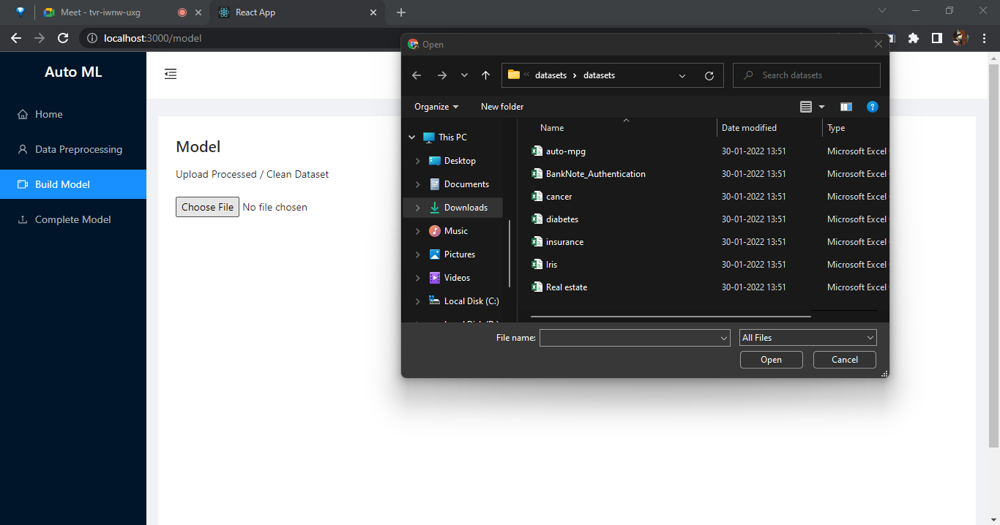 Meet - tvr-iwnw-uxg
React App
localhost:3000/model
Auto ML
Home
Data Preprocessing
Build Model
Complete Model
Model
Upload Processed / Clean Dataset
Choose File No file chosen
Open
« datasets › datasets
Search datasets
Organize
New folder
?
This PC
Desktop
Documents
Downloads
Music
Pictures
Videos
Local Disk (C:)
Name Date modified Type
auto-mpg 30-01-2022 13:51 Microsoft Excel
BankNote_Authentication 30-01-2022 13:51 Microsoft Excel
cancer 30-01-2022 13:51 Microsoft Excel
diabetes 30-01-2022 13:51 Microsoft Excel
insurance 30-01-2022 13:51 Microsoft Excel
Iris 30-01-2022 13:51 Microsoft Excel
Real estate 30-01-2022 13:51 Microsoft Excel
File name:
All Files
Open Cancel